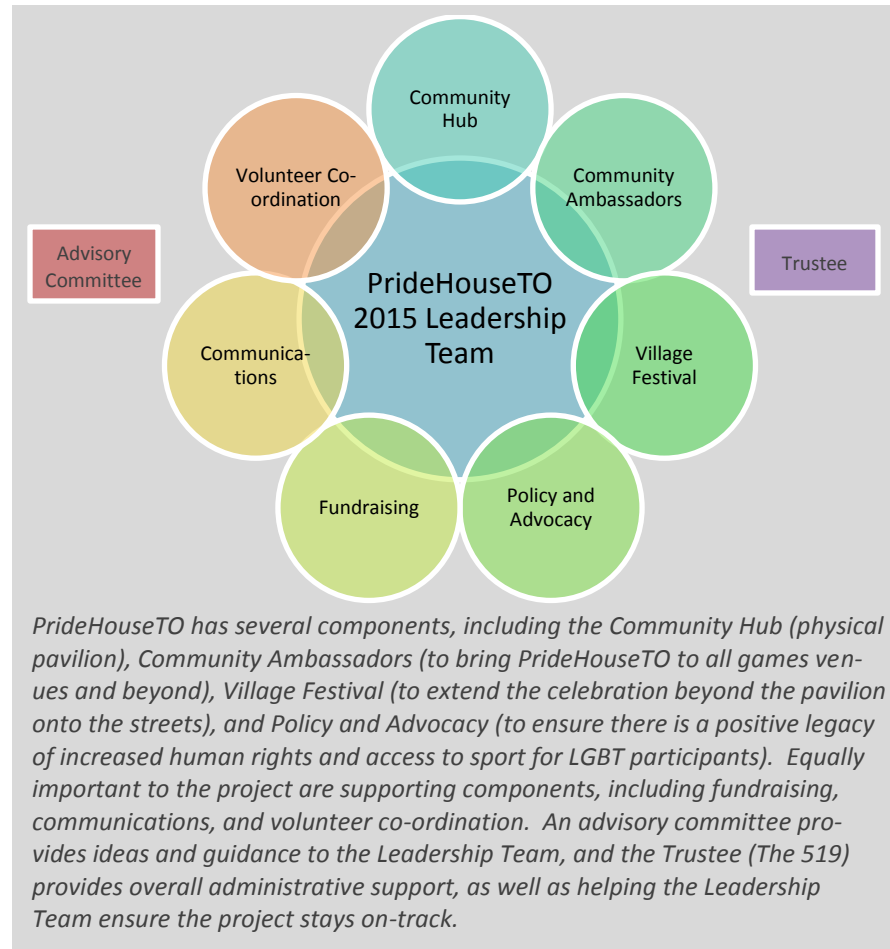 Community
Hub
Volunteer Co-
ordination
Community
Ambassadors
Advisory
Committee
PrideHouseTO
2015 Leadership
Team
Trustee
Communica-
tions
Village
Festival
Fundraising
Policy and
Advocacy
PrideHouseTO has several components, including the Community Hub (physical
pavilion), Community Ambassadors (to bring PrideHouseTO to all games ven-
ues and beyond), Village Festival (to extend the celebration beyond the pavilion
onto the streets), and Policy and Advocacy (to ensure there is a positive legacy
of increased human rights and access to sport for LGBT participants).  Equally
important to the project are supporting components, including fundraising,
communications, and volunteer co-ordination.  An advisory committee pro-
vides ideas and guidance to the Leadership Team, and the Trustee (The 519)
provides overall administrative support, as well as helping the Leadership
Team ensure the project stays on-track.